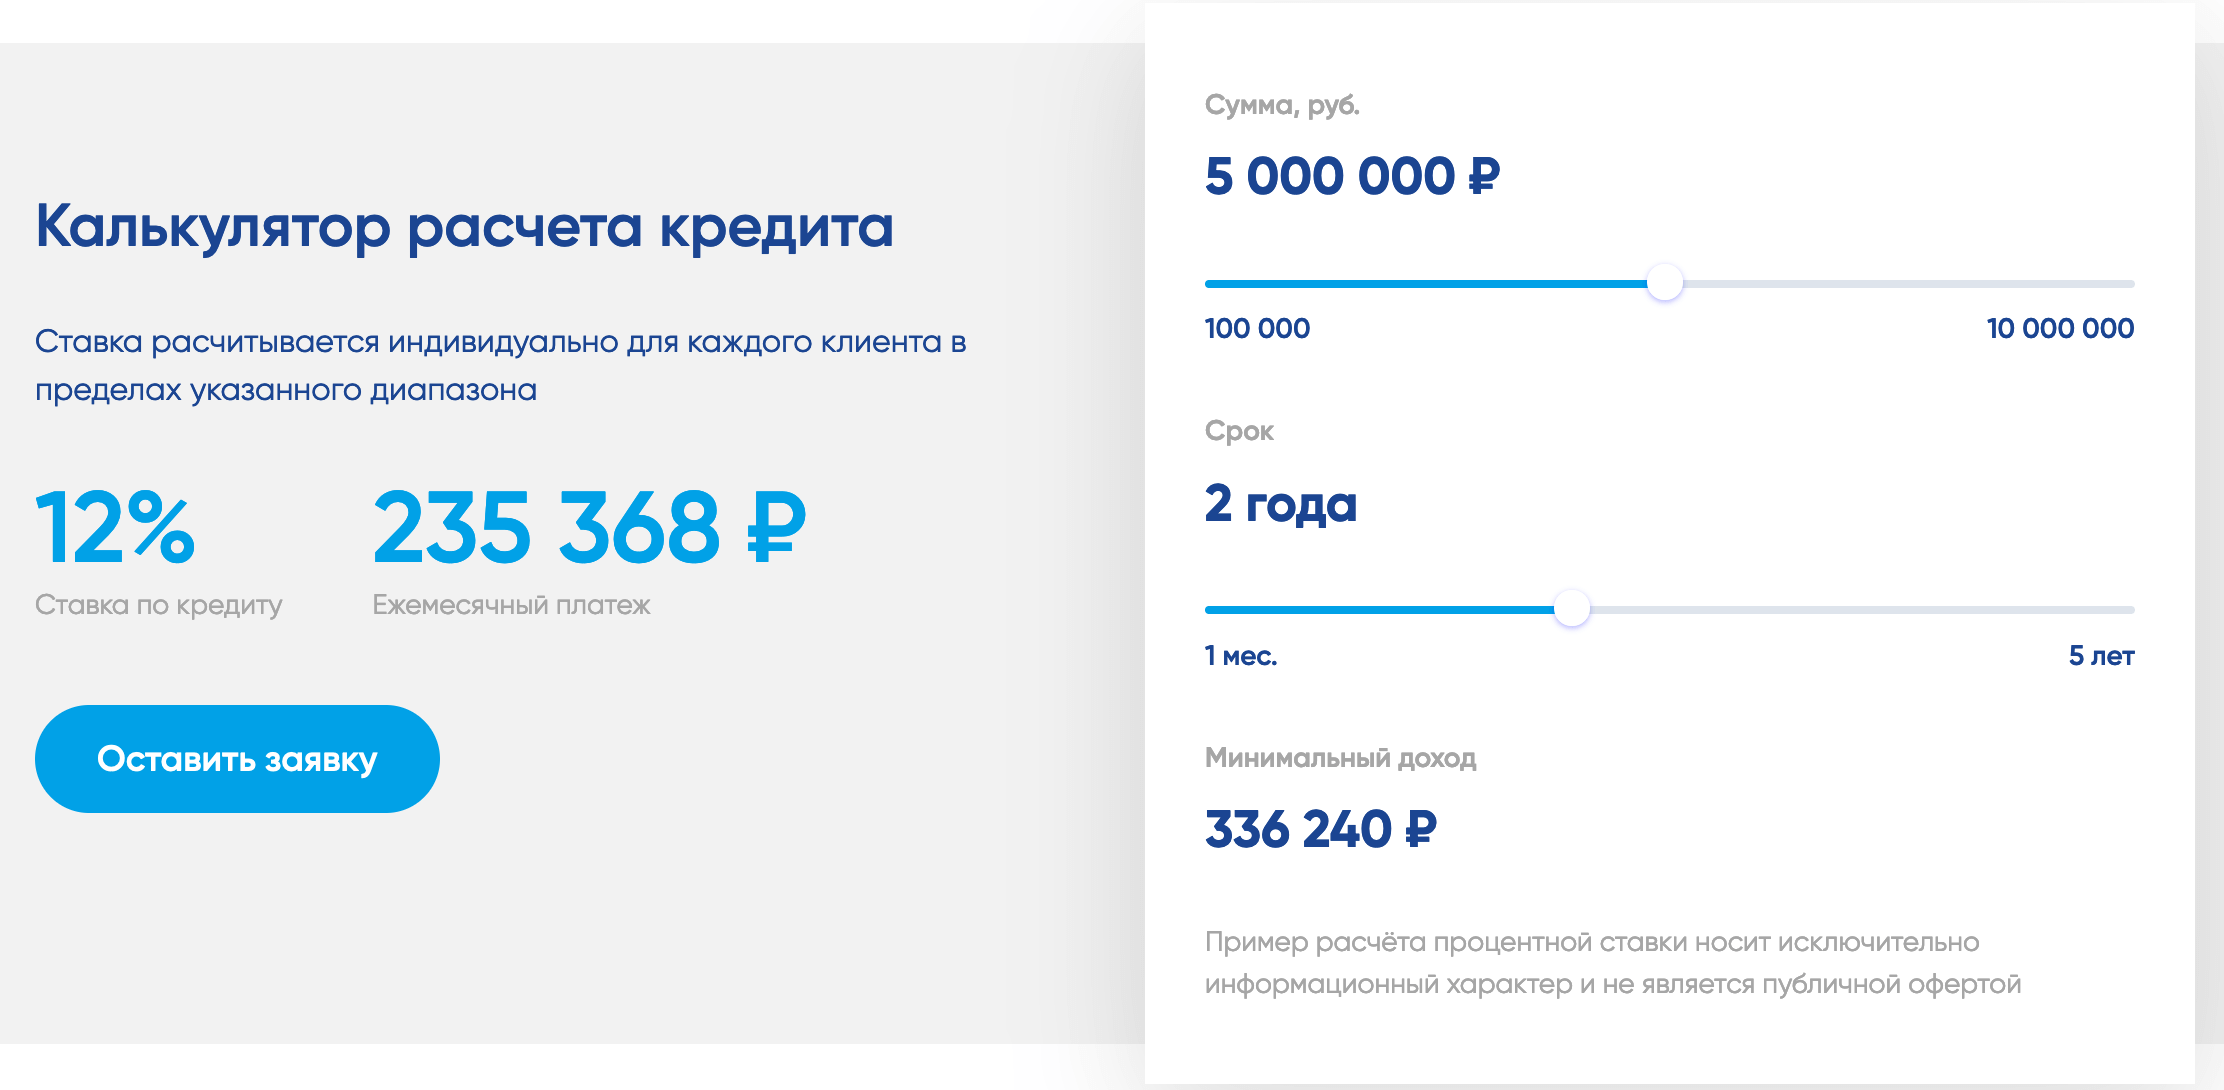 Калькулятор расчета кредита
Ставка расчитывается индивидуально для каждого клиента в
пределах указанного диапазона
12%
Ставка по кредиту
235 368 ₽
Ежемесячный платеж
Оставить заявку
Сумма, руб.
5 000 000 ₽
100 000
10 000 000
Срок
2 года
1 мес.
5 лет
Минимальный доход
336 240 ₽
Пример расчёта процентной ставки носит исключительно
информационный характер и не является публичной офертой